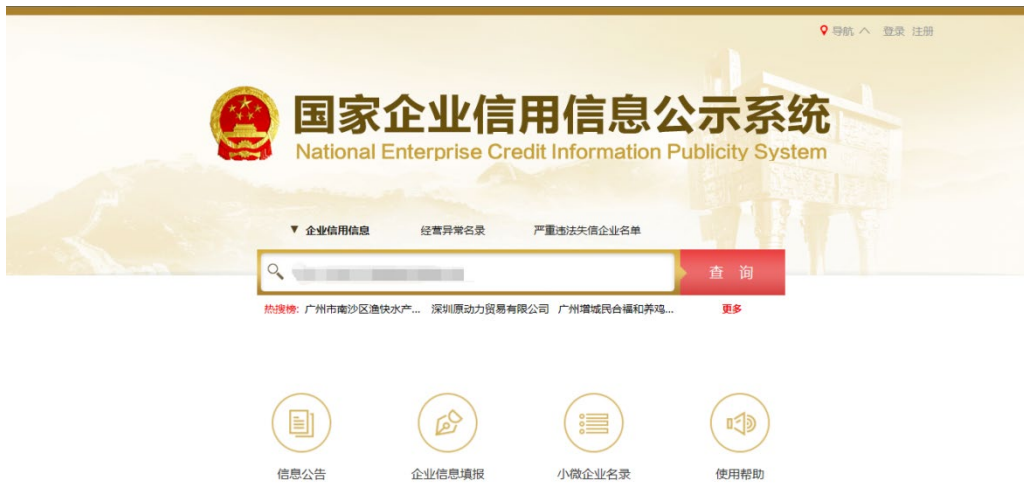 导航 登录 注册
国家企业信用信息公示系统
National Enterprise Credit Information Publicity System
企业信用信息 经营异常名录 严重违法失信企业名单
查 询
热搜榜: 广州市南沙区渔快水产... 深圳原动力贸易有限公司 广州增城民合福和养鸡... 更多
信息公告 企业信息填报 小微企业名录 使用帮助